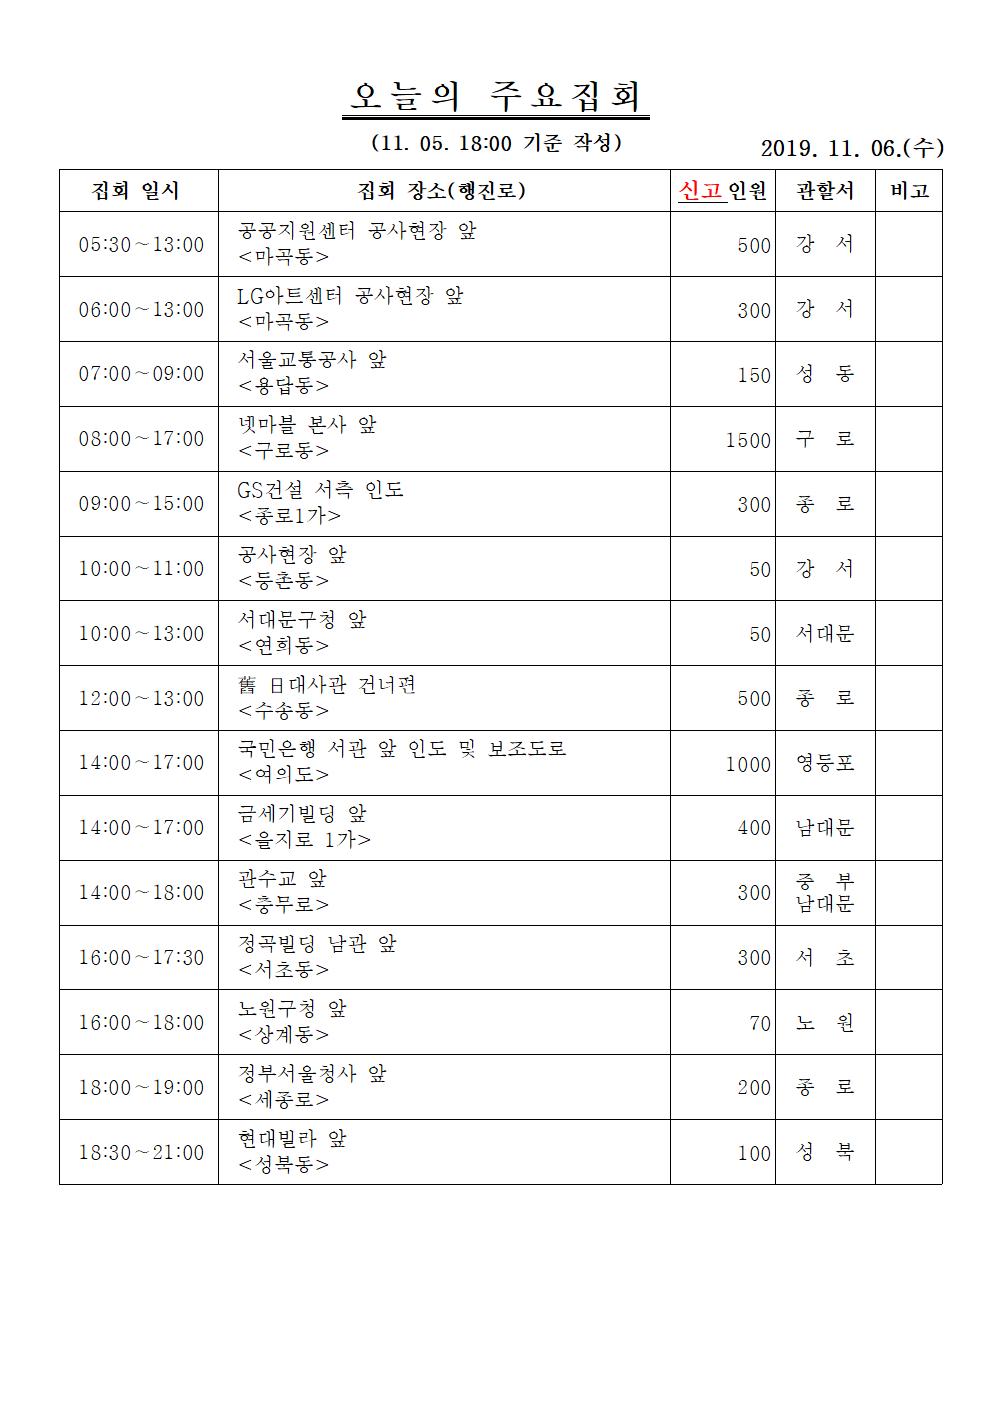 오늘의 주요집회
(11. 05. 18:00 기준 작성)
2019. 11. 06.(수)
집회 일시 집회 장소(행진로) 신고인원 관할서 비고
05:30~13:00 공공지원센터 공사현장 앞 500 강 서
<마곡동>
06:00~13:00 LG아트센터 공사현장 앞 300 강 서
<마곡동>
07:00~09:00 서울교통공사 앞 150 성 동
<용답동>
08:00~17:00 넷마블 본사 앞 1500 구 로
<구로동>
09:00~15:00 GS건설 서측 인도 300 종 로
<종로1가>
10:00~11:00 공사현장 앞 50 강 서
<등촌동>
10:00~13:00 서대문구청 앞 50 서대문
<연희동>
12:00~13:00 舊 日대사관 건너편 500 종 로
<수송동>
14:00~17:00 국민은행 서관 앞 인도 및 보조도로 1000 영등포
<여의도>
14:00~17:00 금세기빌딩 앞 400 남대문
<을지로 1가>
14:00~18:00 관수교 앞 300 중 부
<충무로> 남대문
16:00~17:30 정곡빌딩 남관 앞 300 서 초
<서초동>
16:00~18:00 노원구청 앞 70 노 원
<상계동>
18:00~19:00 정부서울청사 앞 200 종 로
<세종로>
18:30~21:00 현대빌라 앞 100 성 북
<성북동>